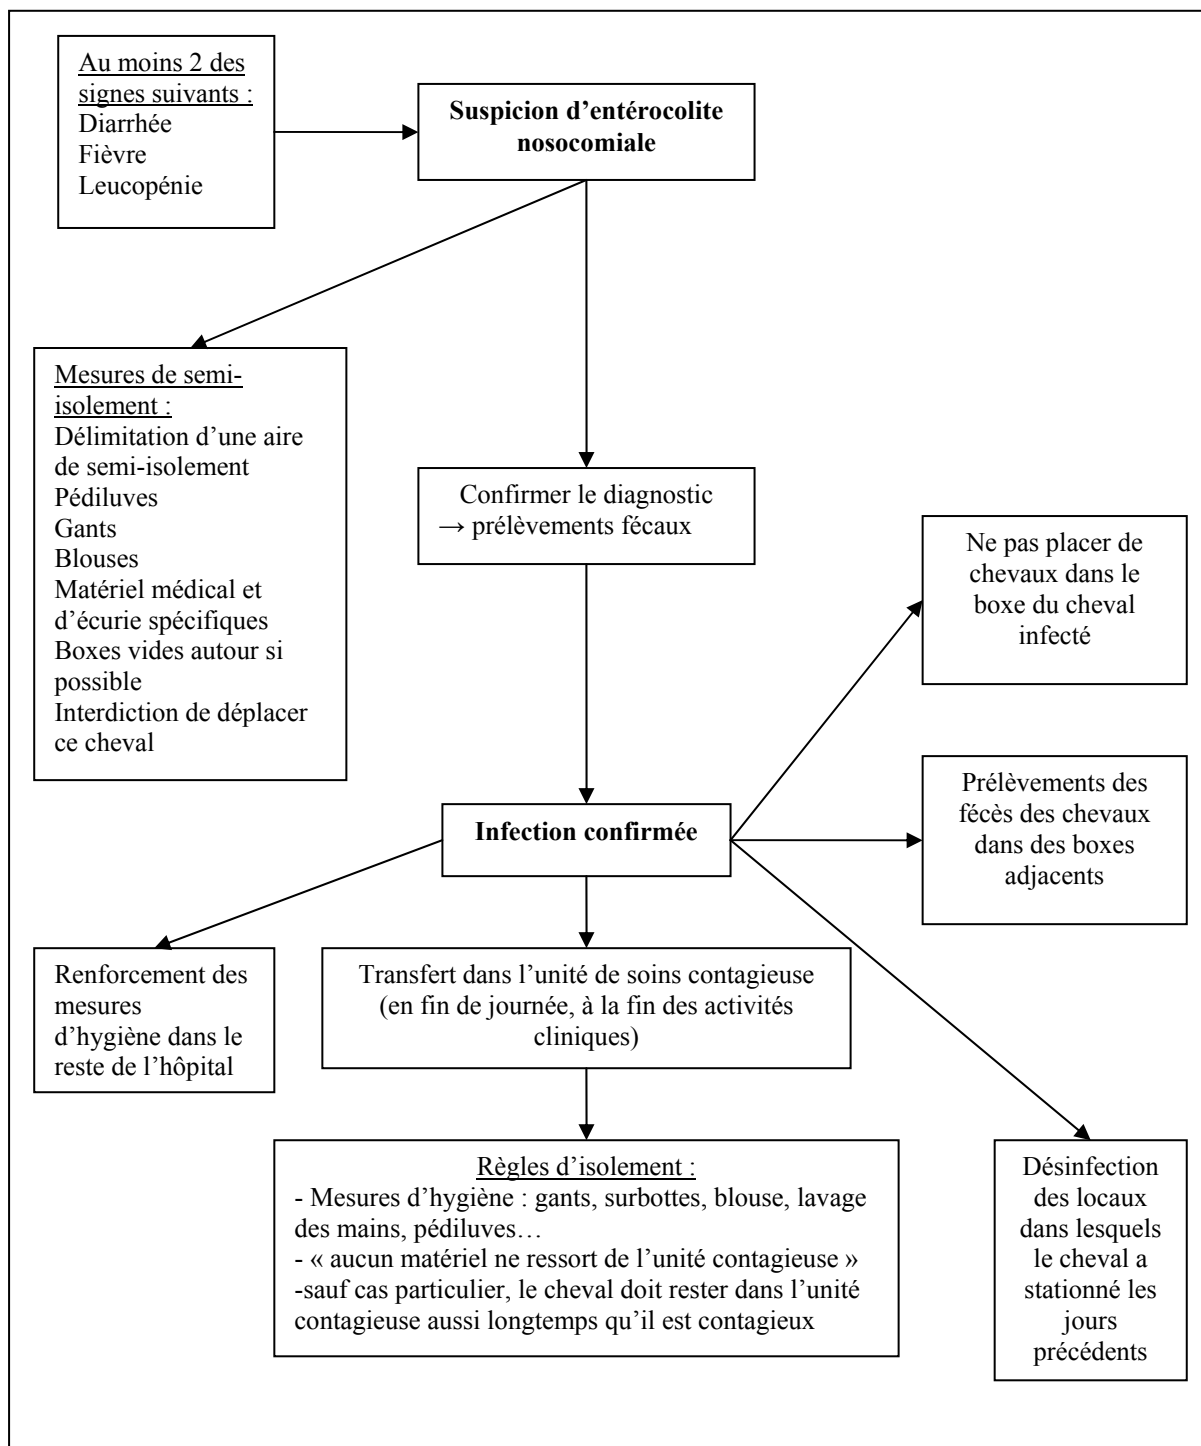 Au moins 2 des
signes suivants :
Diarrhée
Fièvre
Leucopénie
Suspicion d’entérocolite
nosocomiale
Mesures de semi-
isolement :
Délimitation d’une aire
de semi-isolement
Pédiluves
Gants
Blouses
Matériel médical et
d’écurie spécifiques
Boxes vides autour si
possible
Interdiction de déplacer
ce cheval
Confirmer le diagnostic
→ prélèvements fécaux
Ne pas placer de
chevaux dans le
boxe du cheval
infecté
Prélèvements des
fécès des chevaux
dans des boxes
adjacents
Infection confirmée
Renforcement des
mesures
d’hygiène dans le
reste de l’hôpital
Transfert dans l’unité de soins contagieuse
(en fin de journée, à la fin des activités
cliniques)
Règles d’isolement :
- Mesures d’hygiène : gants, surbottes, blouse, lavage
des mains, pédiluves…
- « aucun matériel ne ressort de l’unité contagieuse »
-sauf cas particulier, le cheval doit rester dans l’unité
contagieuse aussi longtemps qu’il est contagieux
Désinfection
des locaux
dans lesquels
le cheval a
stationné les
jours
précédents